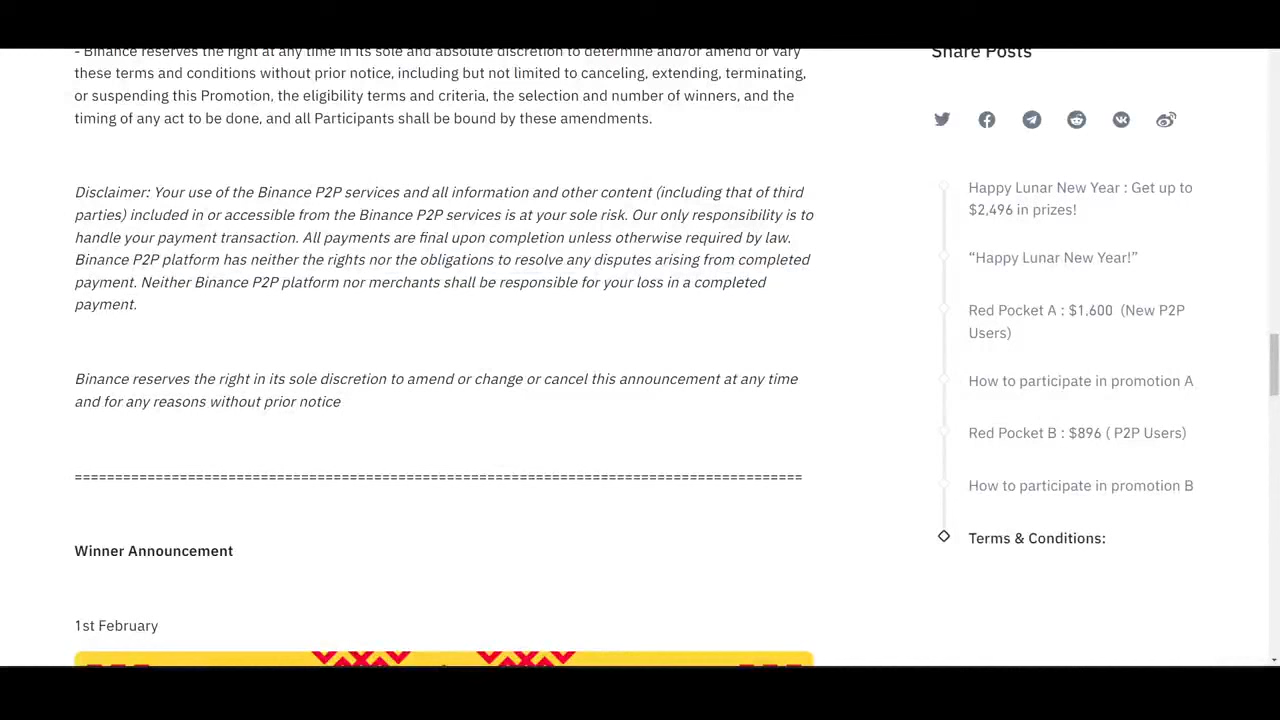 - Binance reserves the right at any time in its sole and absolute discretion to determine and/or amend or vary
these terms and conditions without prior notice, including but not limited to canceling, extending, terminating,
or suspending this Promotion, the eligibility terms and criteria, the selection and number of winners, and the
timing of any act to be done, and all Participants shall be bound by these amendments.
Disclaimer: Your use of the Binance P2P services and all information and other content (including that of third
parties) included in or accessible from the Binance P2P services is at your sole risk. Our only responsibility is to
handle your payment transaction. All payments are final upon completion unless otherwise required by law.
Binance P2P platform has neither the rights nor the obligations to resolve any disputes arising from completed
payment. Neither Binance P2P platform nor merchants shall be responsible for your loss in a completed
payment.
Binance reserves the right in its sole discretion to amend or change or cancel this announcement at any time
and for any reasons without prior notice
==========================================================================================
Winner Announcement
1st February
Share Posts
Happy Lunar New Year : Get up to
$2,496 in prizes!
“Happy Lunar New Year!”
Red Pocket A : $1,600 (New P2P
Users)
How to participate in promotion A
Red Pocket B : $896 ( P2P Users)
How to participate in promotion B
Terms & Conditions: